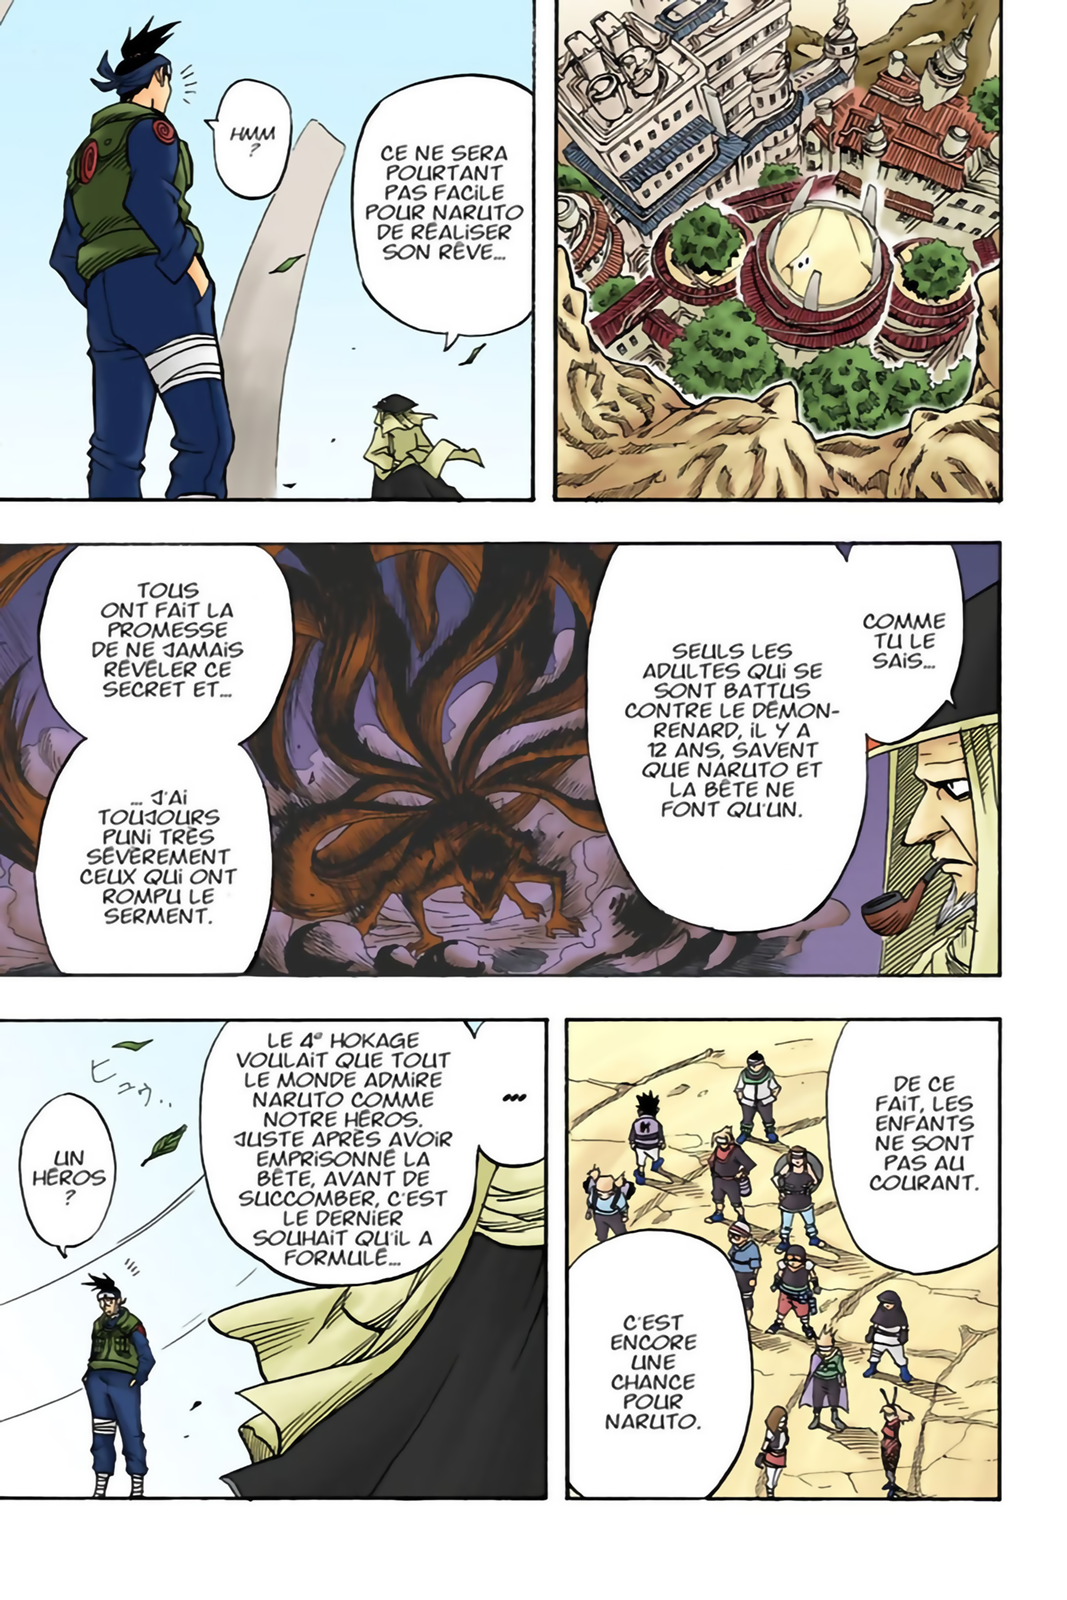 CE NE SERA
POURTANT
PAS FACILE
POUR NARUTO
DE RÉALISER
SON RÊVE...
HMM
?
COMME
TU LE
SAIS...
SEULS LES
ADULTES QUI SE
SONT BATTUS
CONTRE LE DÉMON-
RENARD, IL Y A
12 ANS, SAVENT
QUE NARUTO ET
LA BÊTE NE
FONT QU'UN.
TOUS
ONT FAIT LA
PROMESSE
DE NE JAMAIS
RÉVÉLER CE
SECRET ET...
... J'AI
TOUJOURS
PUNI TRÈS
SÉVÈREMENT
CEUX QUI ONT
ROMPU LE
SERMENT.
DE CE
FAIT, LES
ENFANTS
NE SONT
PAS AU
COURANT.
C'EST
ENCORE
UNE
CHANCE
POUR
NARUTO.
...
LE 4e HOKAGE
VOULAIT QUE TOUT
LE MONDE ADMIRE
NARUTO COMME
NOTRE HÉROS.
JUSTE APRÈS AVOIR
EMPRISONNÉ LA
BÊTE, AVANT DE
SUCCOMBER, C'EST
LE DERNIER
SOUHAIT QU'IL A
FORMULÉ...
ヒュゥ..
UN
HÉROS
?